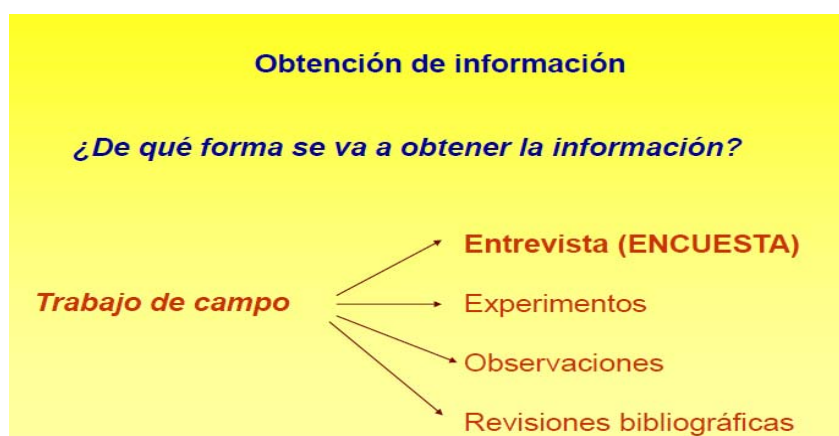 Obtención de información
¿De qué forma se va a obtener la información?
Entrevista (ENCUESTA)
Trabajo de campo
Experimentos
Observaciones
Revisiones bibliográficas